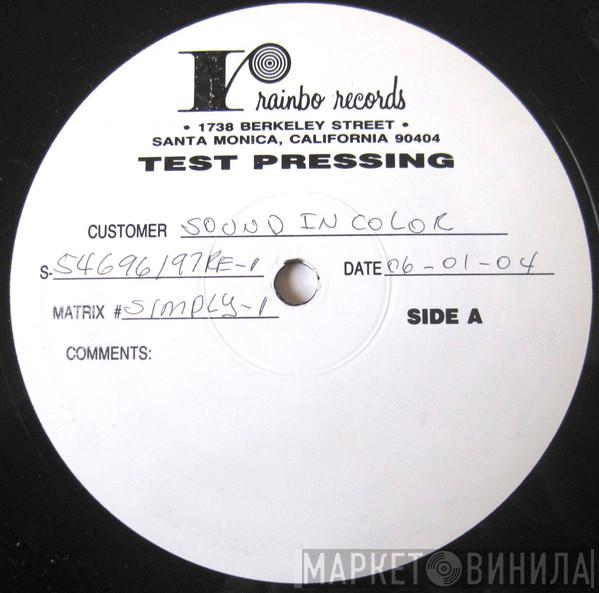 r
rainbo records
• 1738 BERKELEY STREET •
SANTA MONICA, CALIFORNIA 90404
TEST PRESSING
CUSTOMER SOUND IN COLOR
S-54696/97RE-1
DATE 06-01-04
MATRIX # SIMPLY-1
SIDE A
COMMENTS:
МАРКЕТ ВИНИЛА